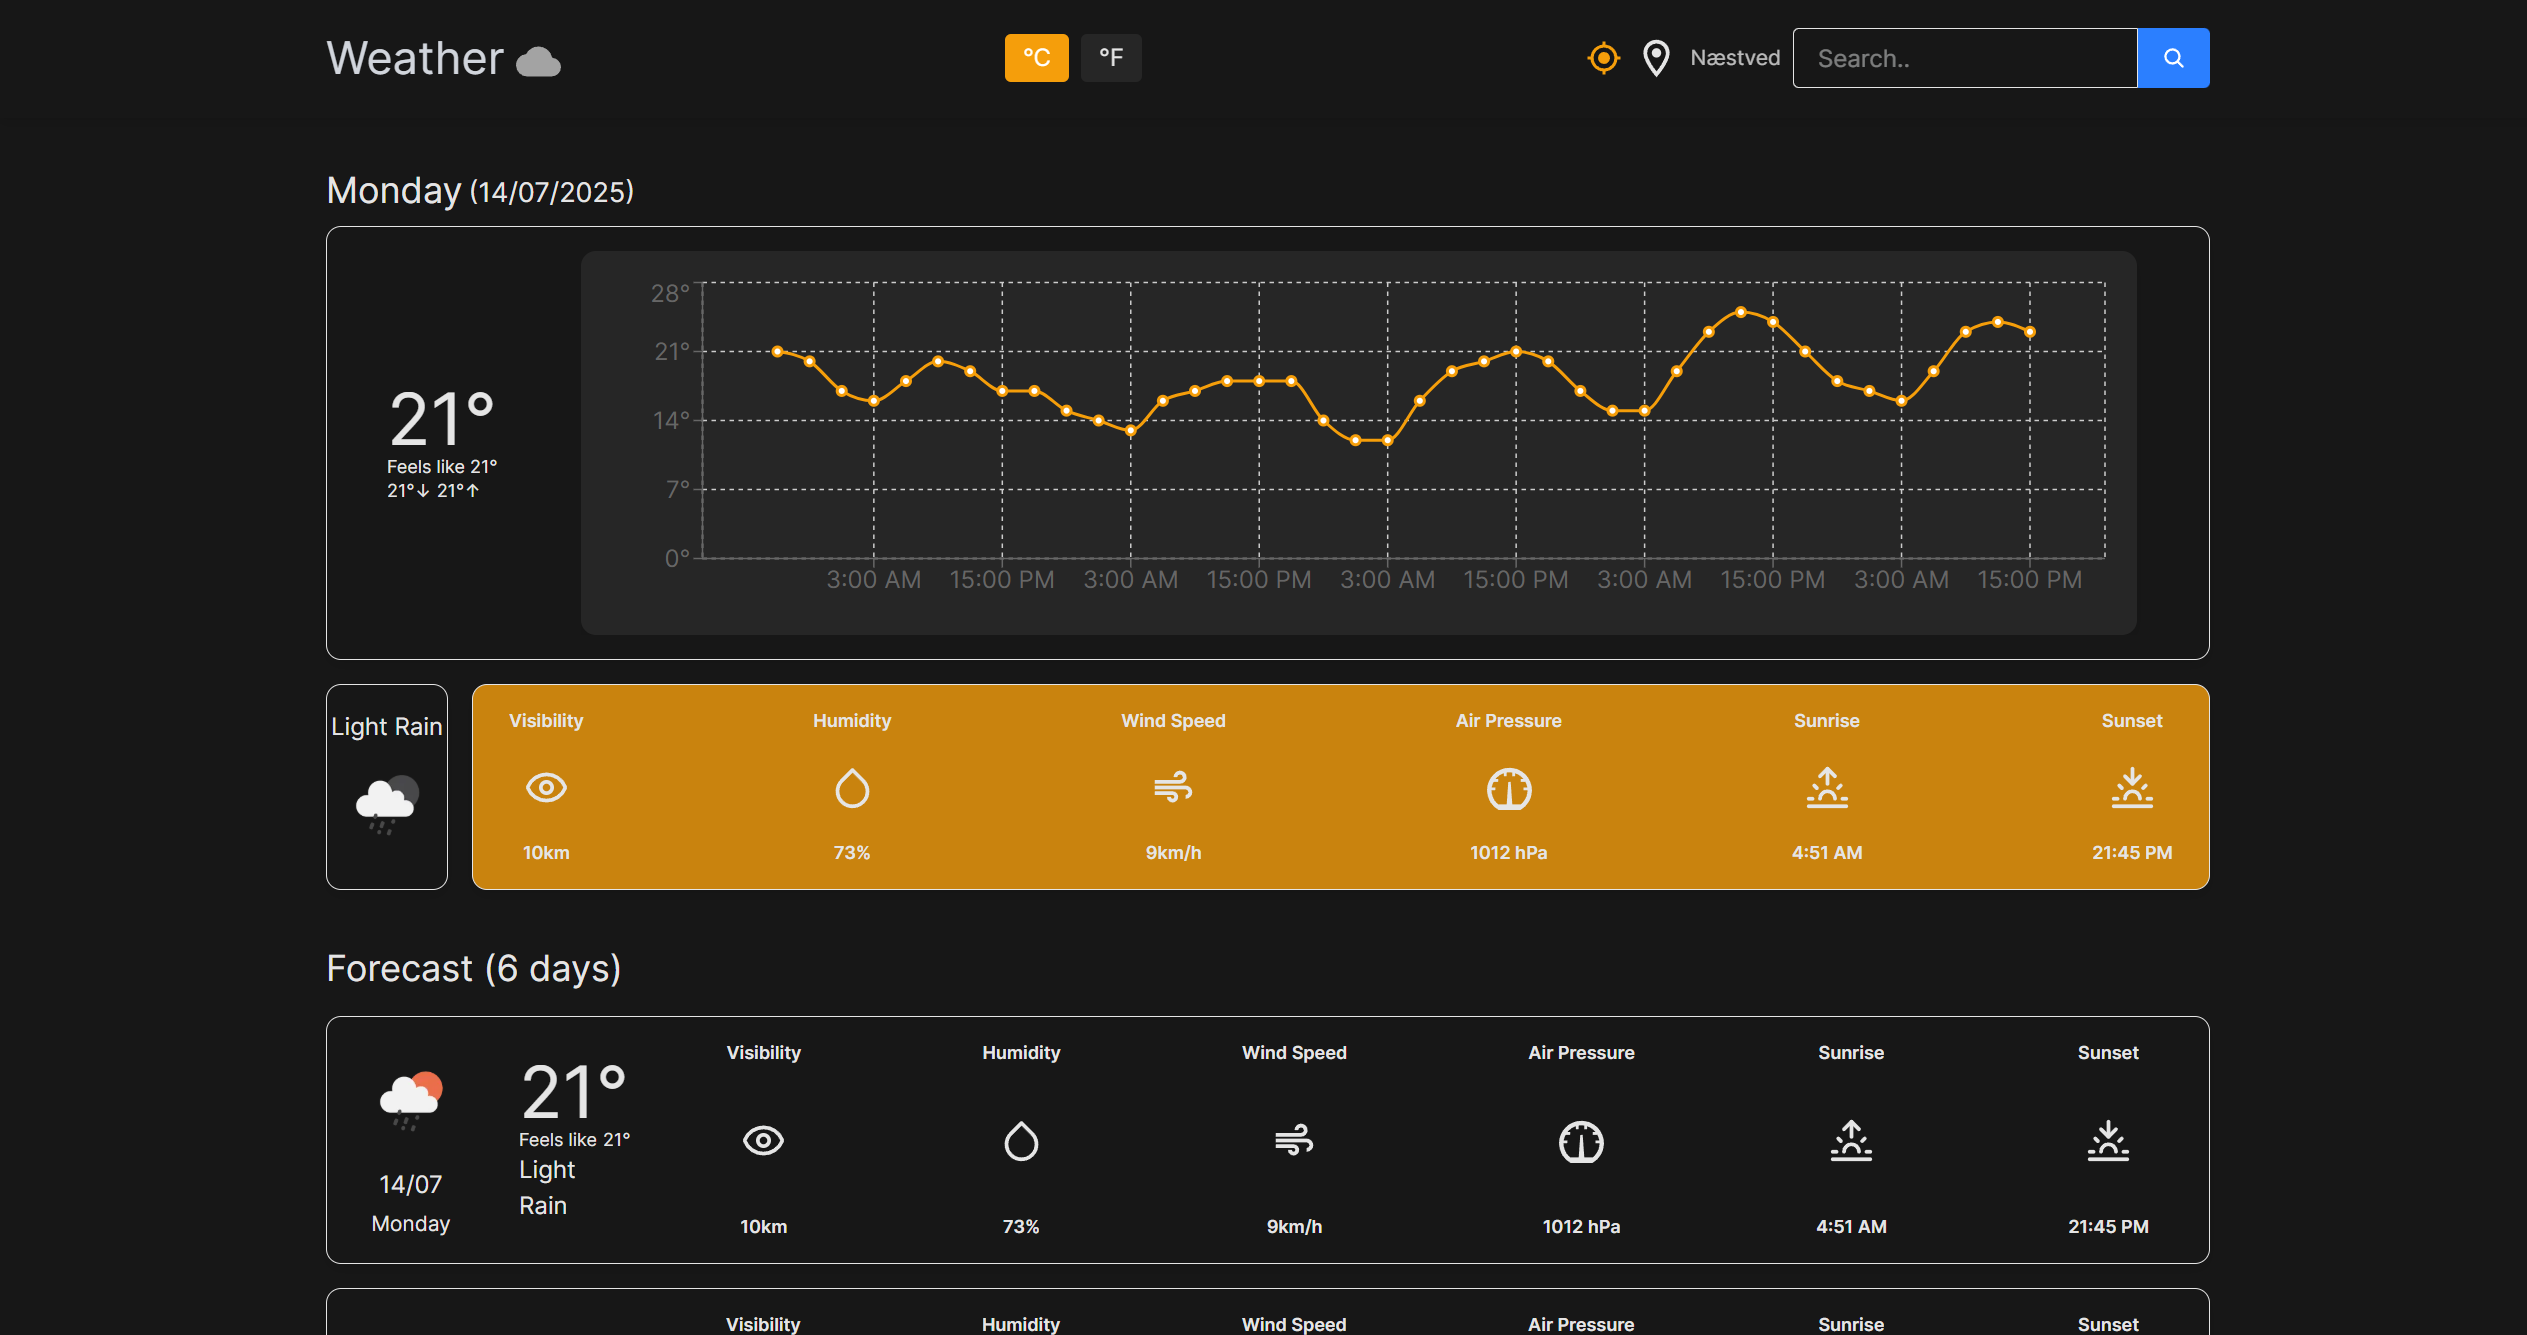 Weather
°C °F
Næstved Search..
Monday (14/07/2025)
28°
21°
14°
7°
0°
3:00 AM 15:00 PM 3:00 AM 15:00 PM 3:00 AM 15:00 PM 3:00 AM 15:00 PM 3:00 AM 15:00 PM
21°
Feels like 21°
21°↓ 21°↑
Light Rain
Visibility Humidity Wind Speed Air Pressure Sunrise Sunset
10km 73% 9km/h 1012 hPa 4:51 AM 21:45 PM
Forecast (6 days)
14/07
Monday
21°
Feels like 21°
Light
Rain
Visibility Humidity Wind Speed Air Pressure Sunrise Sunset
10km 73% 9km/h 1012 hPa 4:51 AM 21:45 PM
Visibility Humidity Wind Speed Air Pressure Sunrise Sunset